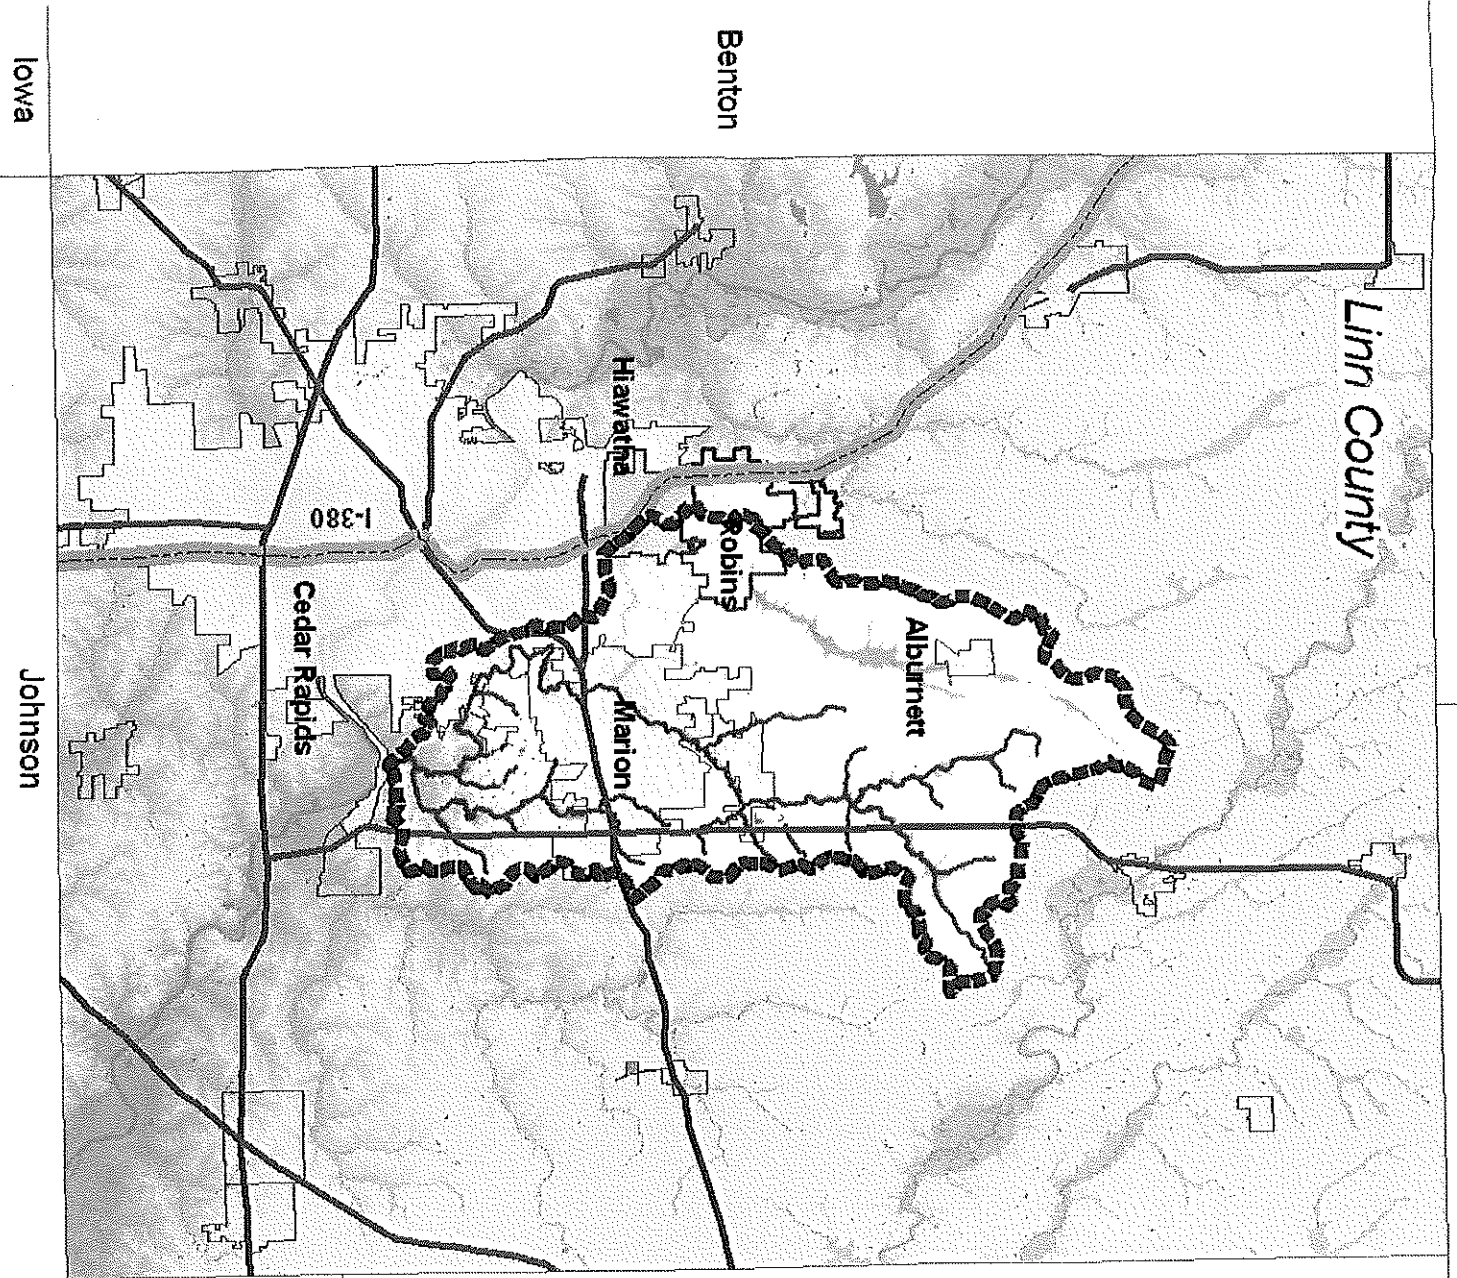 Linn County
Benton
Iowa
Hiawatha
Robins
Alburnett
I-380
Cedar Rapids
Marion
Johnson